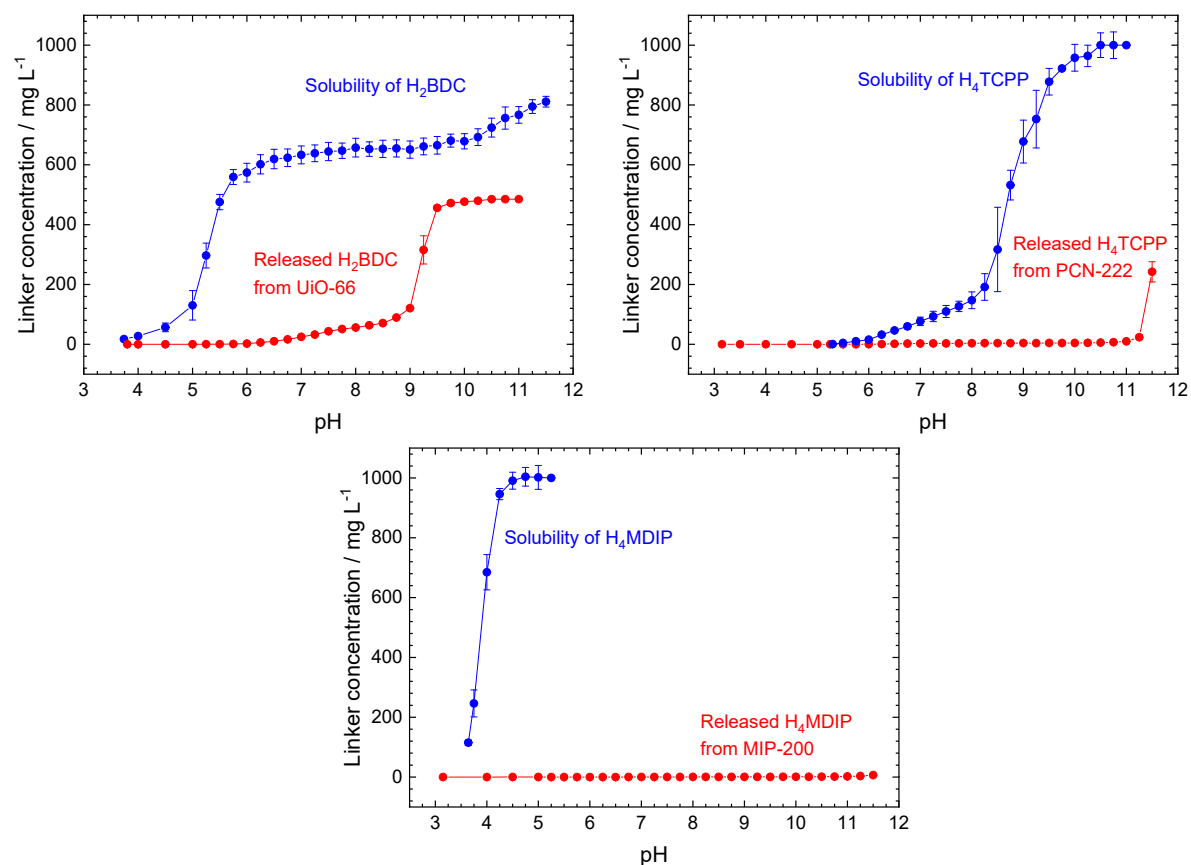 1000
800
600
400
200
0
Linker concentration / mg L⁻¹
Solubility of H₂BDC
Released H₂BDC
from UiO-66
3 4 5 6 7 8 9 10 11 12
pH
1000
800
600
400
200
0
Linker concentration / mg L⁻¹
Solubility of H₄TCPP
Released H₄TCPP
from PCN-222
3 4 5 6 7 8 9 10 11 12
pH
1000
800
600
400
200
0
Linker concentration / mg L⁻¹
Solubility of H₄MDIP
Released H₄MDIP
from MIP-200
3 4 5 6 7 8 9 10 11 12
pH